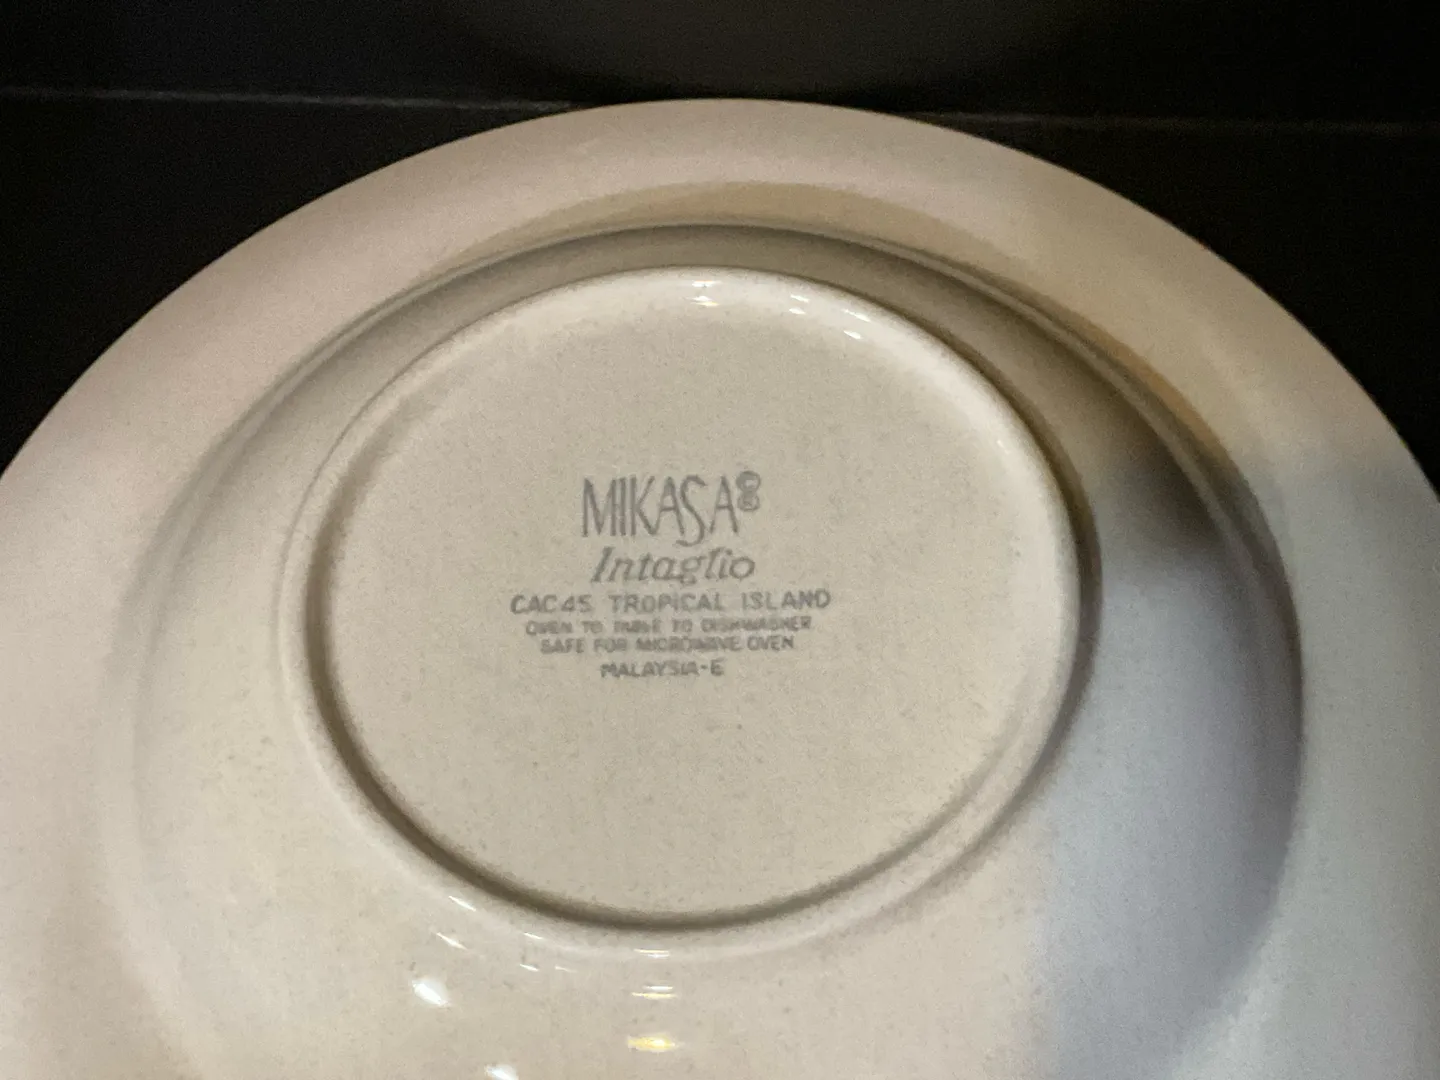 MIKASA®
Intaglio
CAC45 TROPICAL ISLAND
OVEN TO TABLE TO DISHWASHER
SAFE FOR MICROWAVE OVEN
MALAYSIA-E